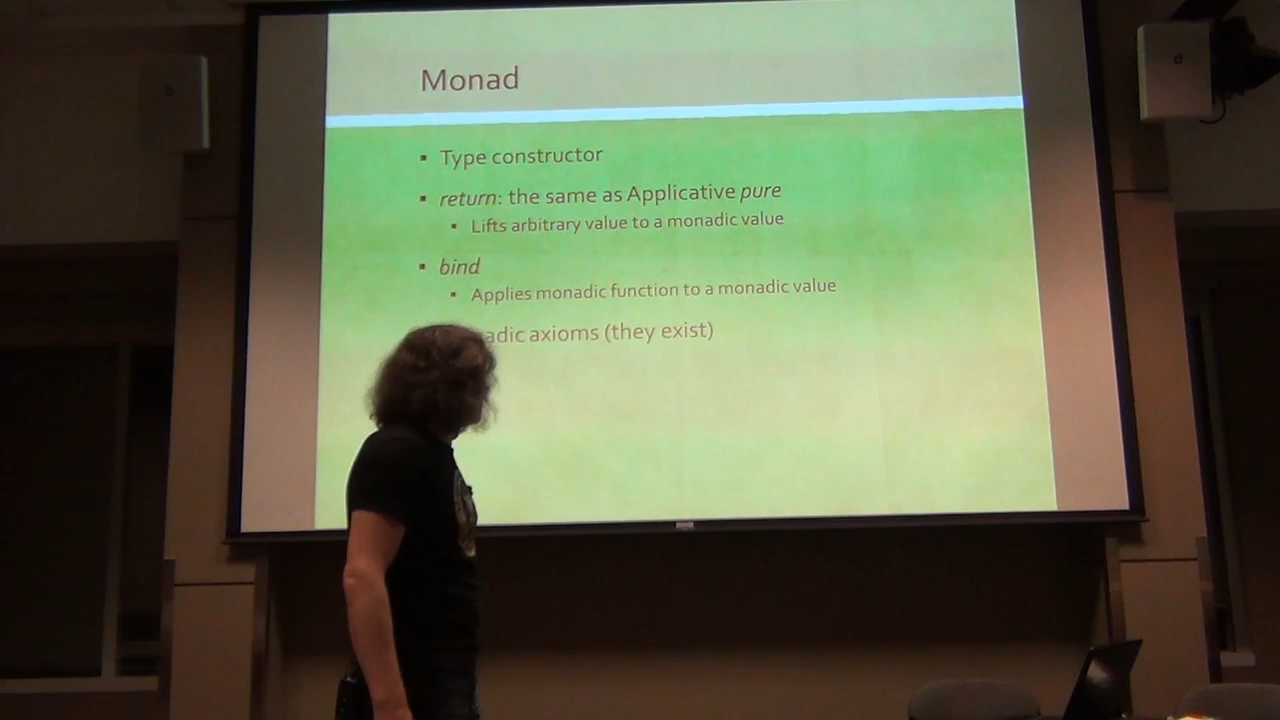 Monad
▪ Type constructor
▪ return: the same as Applicative pure
▪ Lifts arbitrary value to a monadic value
▪ bind
▪ Applies monadic function to a monadic value
adic axioms (they exist)